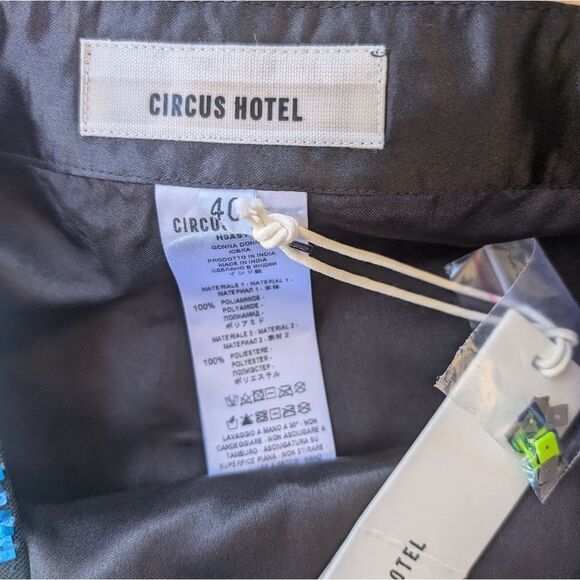 CIRCUS HOTEL
40
CIRCUS
GONNA DONNA
ЮБКА
PRODOTTO IN INDIA
MADE IN INDIA
СДЕЛАНО В ИНДИИ
インド製
MATERIALE 1 - MATERIAL 1 -
МАТЕРИАЛ 1 - 素材 1
100% POLIAMMIDE -
POLYAMIDE -
ПОЛИАМИД -
ポリアミド
MATERIALE 2 - MATERIAL 2 -
МАТЕРИАЛ 2 - 素材 2
100% POLIESTERE -
POLYESTER -
ПОЛИЭСТЕР -
ポリエステル
LAVAGGIO A MANO A 30° - NON
CANDEGGIARE - NON ASCIUGARE A
TAMBURO - ASCIUGATURA SU
SUPERFICE PIANA - NON STIRARE -
HOTEL